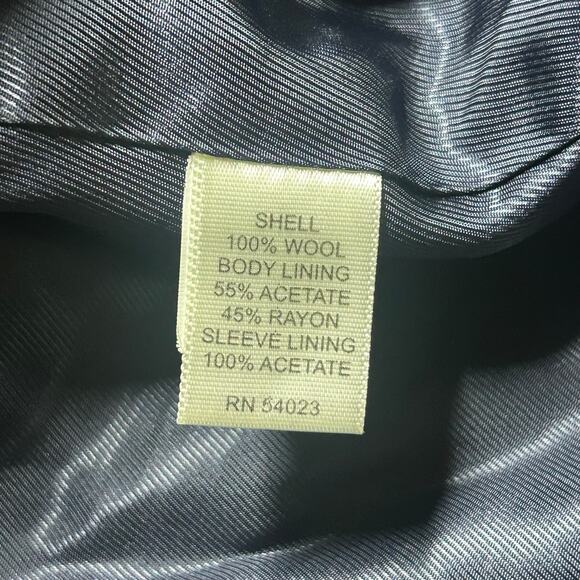 SHELL
100% WOOL
BODY LINING
55% ACETATE
45% RAYON
SLEEVE LINING
100% ACETATE
RN 54023